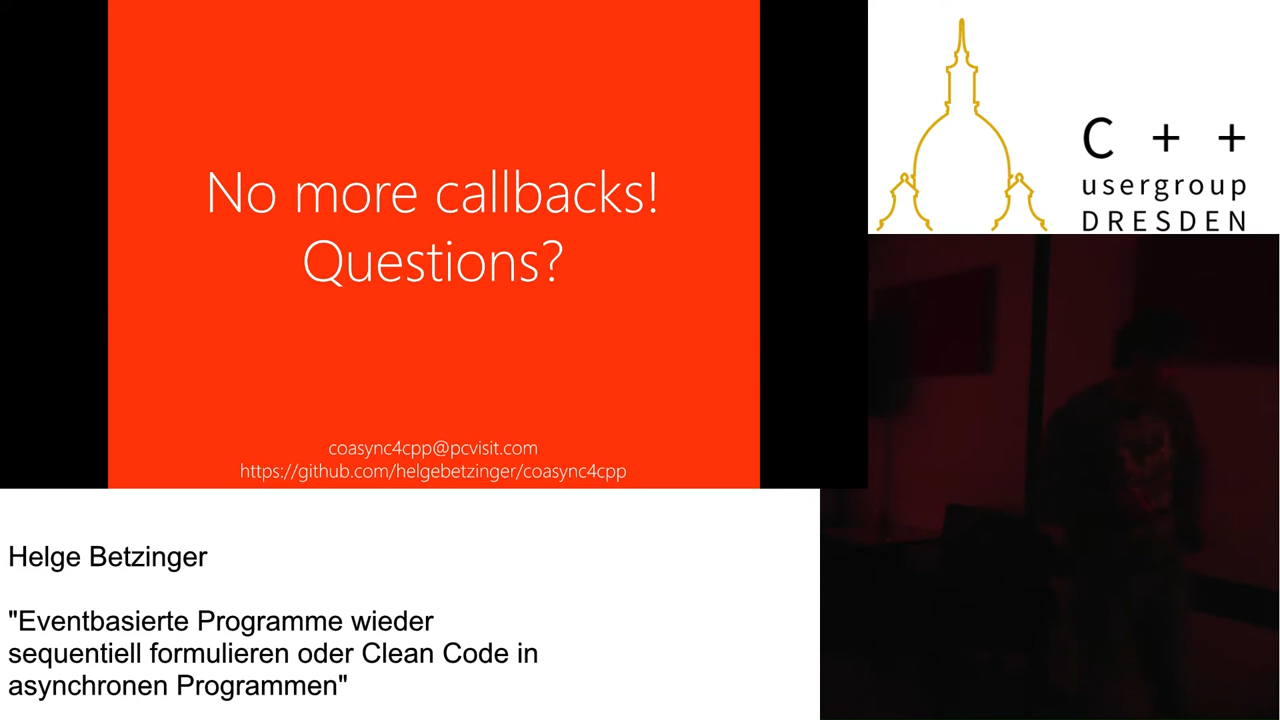 No more callbacks!
Questions?
coasync4cpp@pcvisit.com
https://github.com/helgebetzinger/coasync4cpp
C + +
usergroup
DRESDEN
Helge Betzinger
"Eventbasierte Programme wieder
sequentiell formulieren oder Clean Code in
asynchronen Programmen"